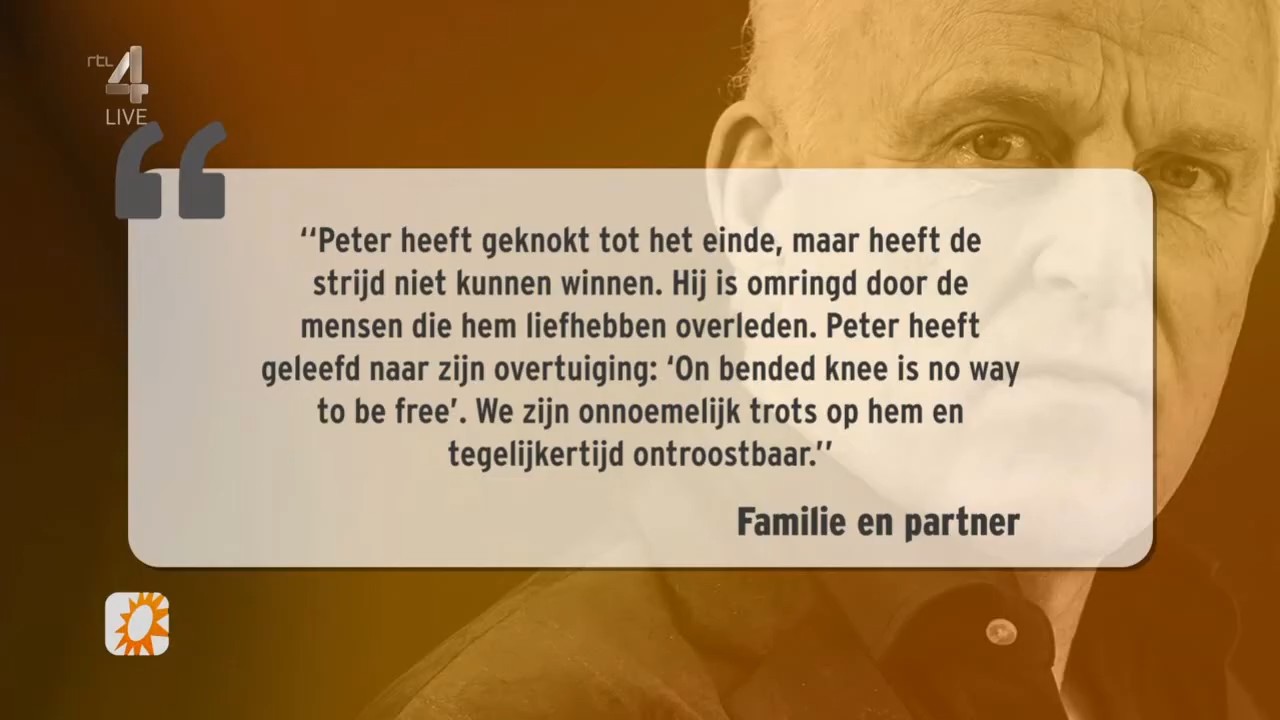 rtl 4
LIVE
“Peter heeft geknokt tot het einde, maar heeft de
strijd niet kunnen winnen. Hij is omringd door de
mensen die hem liefhebben overleden. Peter heeft
geleefd naar zijn overtuiging: ‘On bended knee is no way
to be free’. We zijn onnoemelijk trots op hem en
tegelijkertijd ontroostbaar.”
Familie en partner